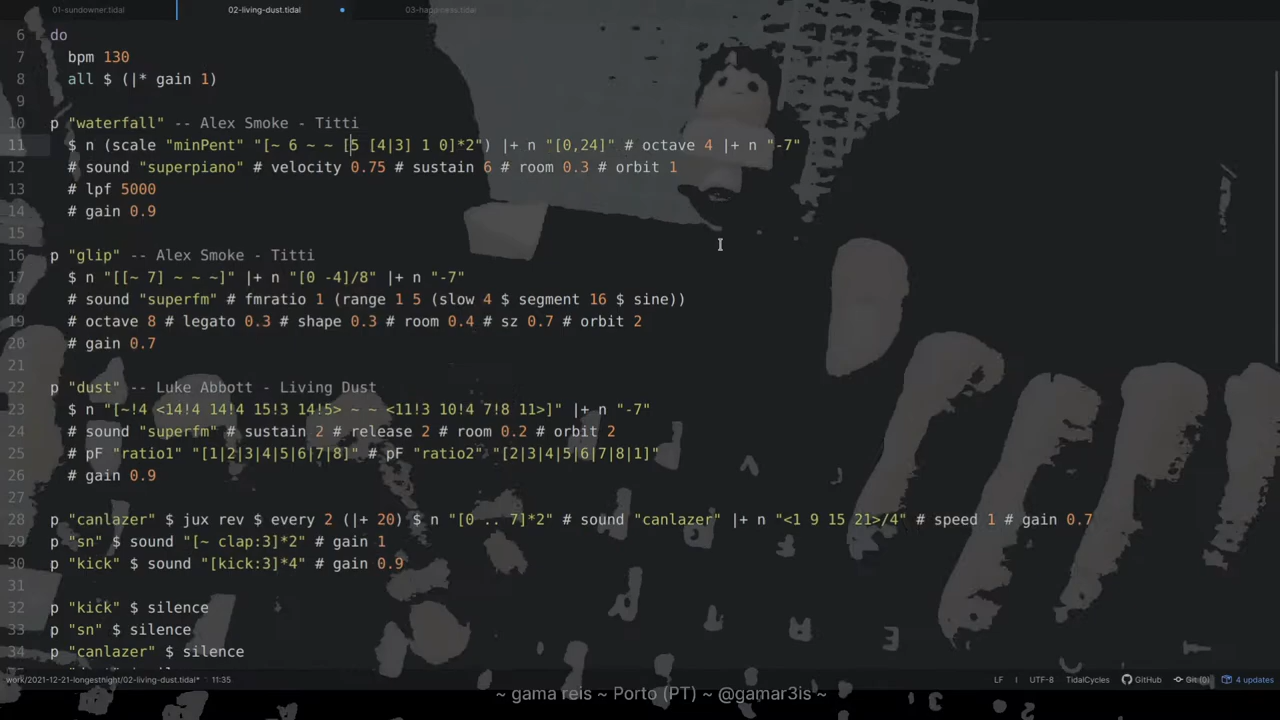 01-sundowner.tidal 02-living-dust.tidal 03-happiness.tidal
6 do
7 bpm 130
8 all $ (|* gain 1)
9
10 p "waterfall" -- Alex Smoke - Titti
11 $ n (scale "minPent" "[~ 6 ~ ~ [5 [4|3] 1 0]*2") |+ n "[0,24]" # octave 4 |+ n "-7"
12 # sound "superpiano" # velocity 0.75 # sustain 6 # room 0.3 # orbit 1
13 # lpf 5000
14 # gain 0.9
15
16 p "glip" -- Alex Smoke - Titti
17 $ n "[[~ 7] ~ ~ ~]" |+ n "[0 -4]/8" |+ n "-7"
18 # sound "superfm" # fmratio 1 (range 1 5 (slow 4 $ segment 16 $ sine))
19 # octave 8 # legato 0.3 # shape 0.3 # room 0.4 # sz 0.7 # orbit 2
20 # gain 0.7
21
22 p "dust" -- Luke Abbott - Living Dust
23 $ n "[~!4 <14!4 14!4 15!3 14!5> ~ ~ <11!3 10!4 7!8 11>]" |+ n "-7"
24 # sound "superfm" # sustain 2 # release 2 # room 0.2 # orbit 2
25 # pF "ratio1" "[1|2|3|4|5|6|7|8]" # pF "ratio2" "[2|3|4|5|6|7|8|1]"
26 # gain 0.9
27
28 p "canlazer" $ jux rev $ every 2 (|+ 20) $ n "[0 .. 7]*2" # sound "canlazer" |+ n "<1 9 15 21>/4" # speed 1 # gain 0.7
29 p "sn" $ sound "[~ clap:3]*2" # gain 1
30 p "kick" $ sound "[kick:3]*4" # gain 0.9
31
32 p "kick" $ silence
33 p "sn" $ silence
34 p "canlazer" $ silence
work/2021-12-21-longestnight/02-living-dust.tidal* 11:35 LF UTF-8 TidalCycles GitHub Git (0) 4 updates
~ gama reis ~ Porto (PT) ~ @gamar3is ~